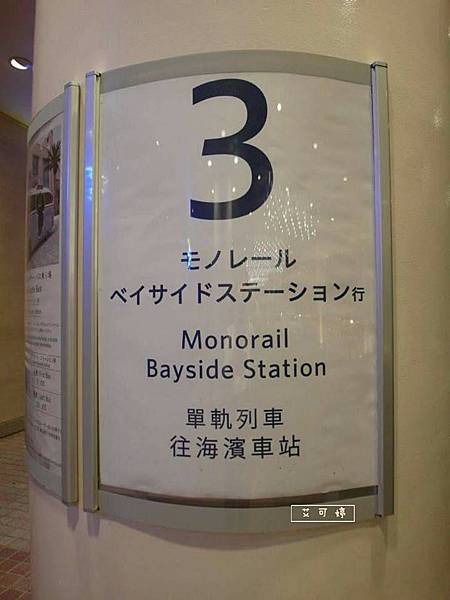 3
モノレール
ベイサイドステーション行
Monorail
Bayside Station
單軌列車
往海濱車站
艾可婷